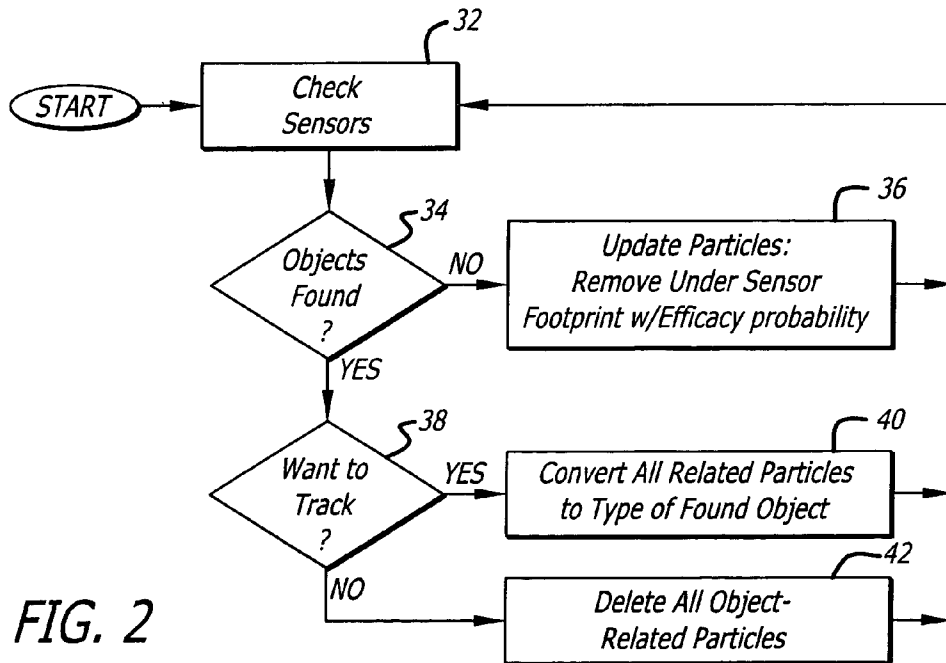 32
START
Check
Sensors
34
36
Objects
Found
?
NO
Update Particles:
Remove Under Sensor
Footprint w/Efficacy probability
YES
38
40
Want to
Track
?
YES
Convert All Related Particles
to Type of Found Object
NO
42
Delete All Object-
Related Particles
FIG. 2